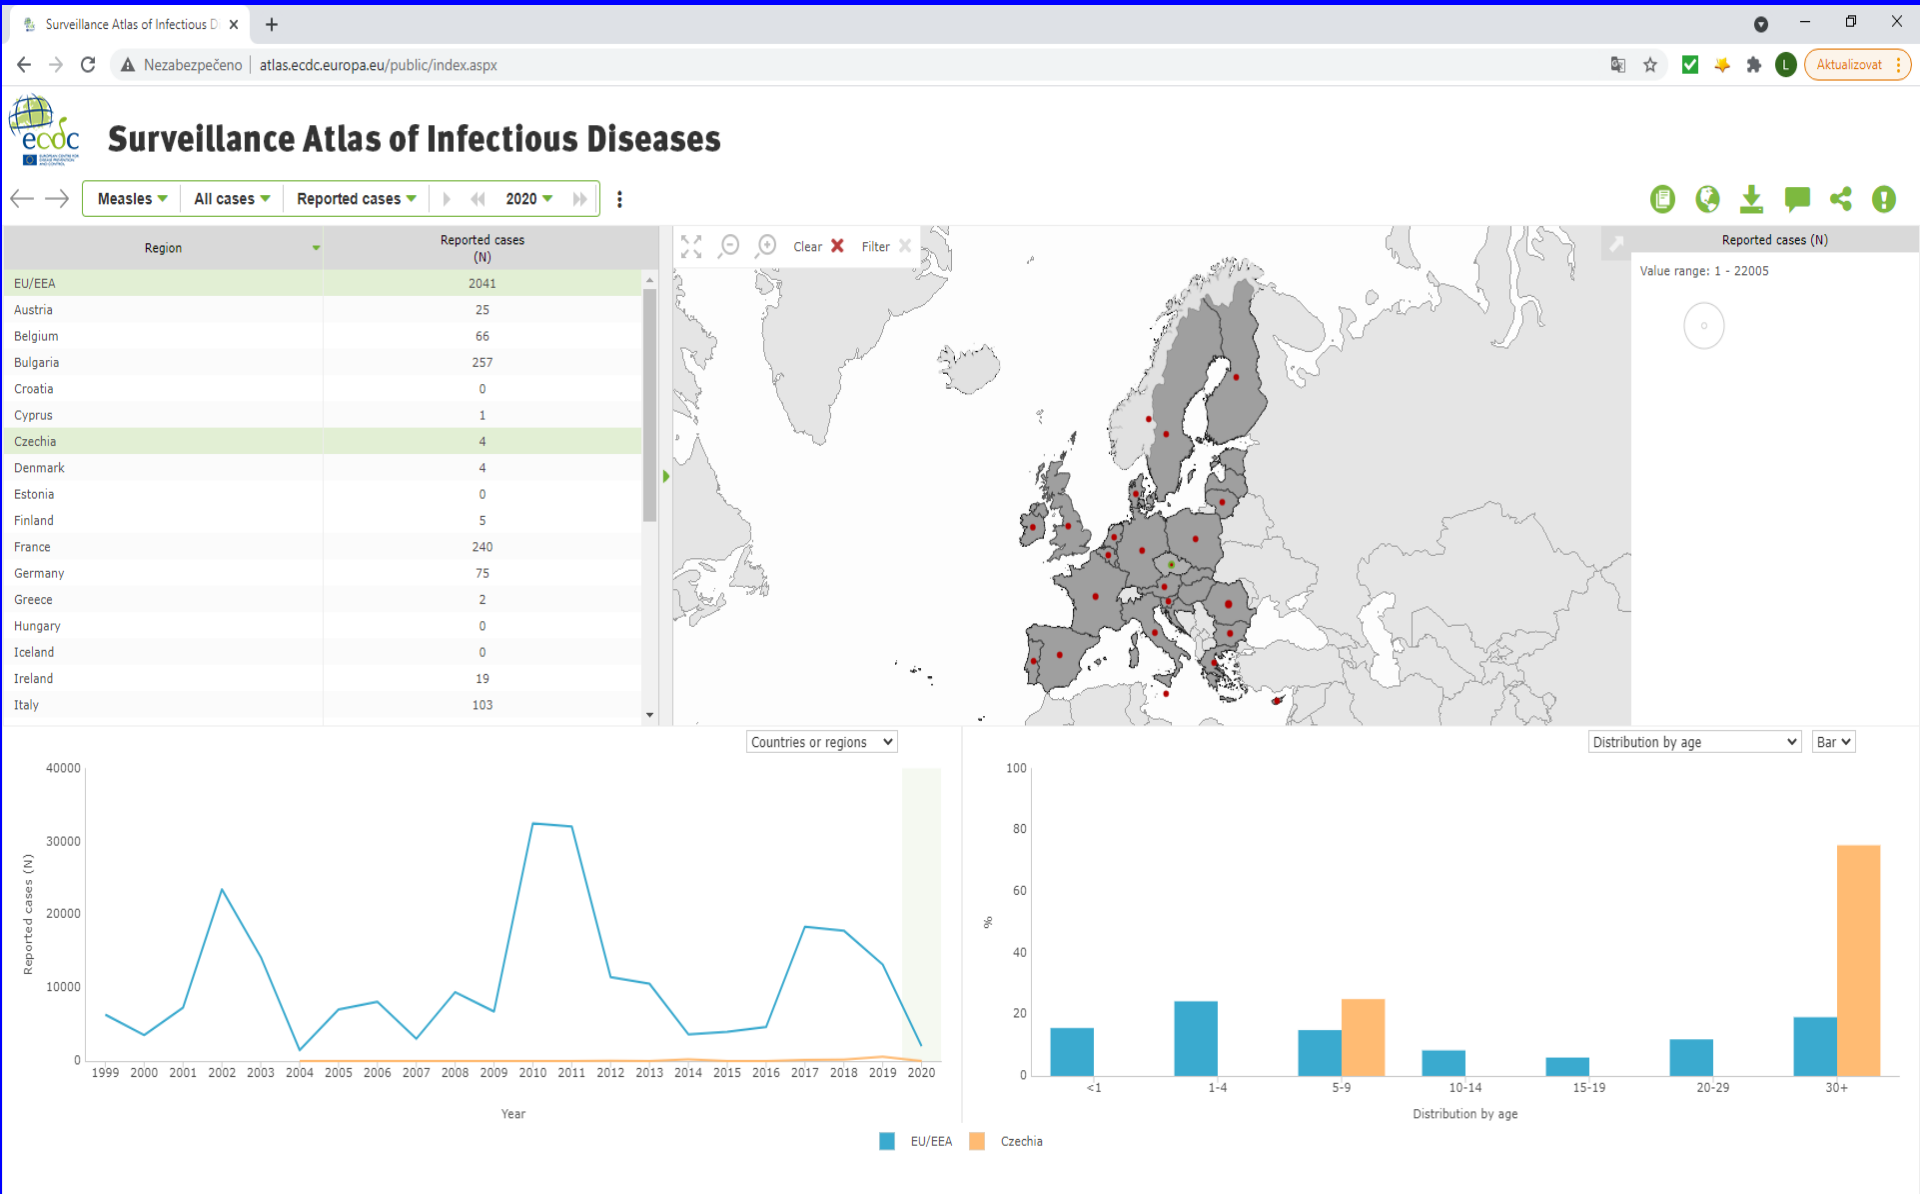 Surveillance Atlas of Infectious D
Nezabezpečeno
atlas.ecdc.europa.eu/public/index.aspx
L
Aktualizovat
ecdc
Surveillance Atlas of Infectious Diseases
Measles
All cases
Reported cases
2020
Region
Reported cases
(N)
EU/EEA 2041
Austria 25
Belgium 66
Bulgaria 257
Croatia 0
Cyprus 1
Czechia 4
Denmark 4
Estonia 0
Finland 5
France 240
Germany 75
Greece 2
Hungary 0
Iceland 0
Ireland 19
Italy 103
Clear
Filter
Reported cases (N)
Value range: 1 - 22005
Countries or regions
40000
30000
20000
10000
0
Reported cases (N)
1999 2000 2001 2002 2003 2004 2005 2006 2007 2008 2009 2010 2011 2012 2013 2014 2015 2016 2017 2018 2019 2020
Year
Distribution by age
Bar
100
80
60
40
20
0
%
<1 1-4 5-9 10-14 15-19 20-29 30+
Distribution by age
EU/EEA
Czechia